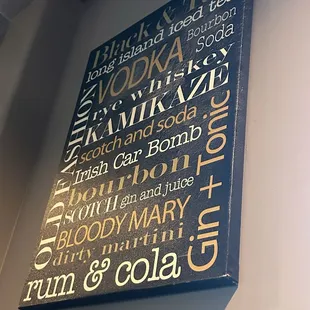 Black &
long island iced tea
Bourbon
Soda
VODKA
rye whiskey
KAMIKAZE
scotch and soda
Irish Car Bomb
bourbon
SCOTCH gin and juice
BLOODY MARY
dirty martini
rum & cola
OLD FASHION
Gin + Tonic